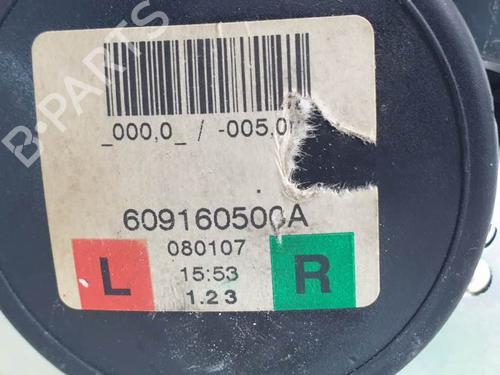 _000,0_ / -005,0
609160500A
080107
15:53
1.2 3
L
R
B-PARTS